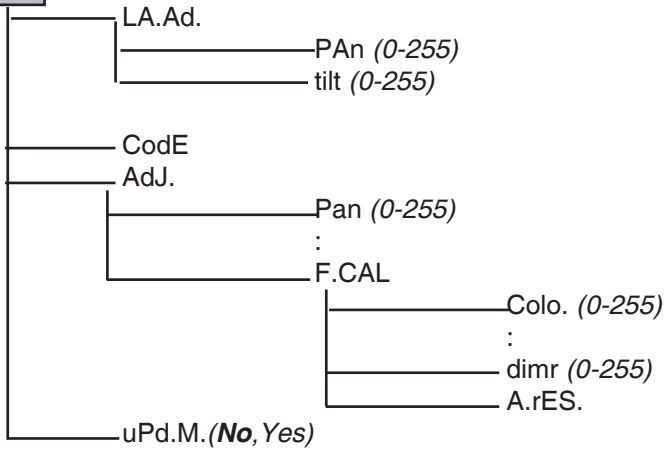 LA.Ad.
PAn (0-255)
tilt (0-255)
CodE
AdJ.
Pan (0-255)
:
F.CAL
Colo. (0-255)
:
dimr (0-255)
A.rES.
uPd.M.(No,Yes)